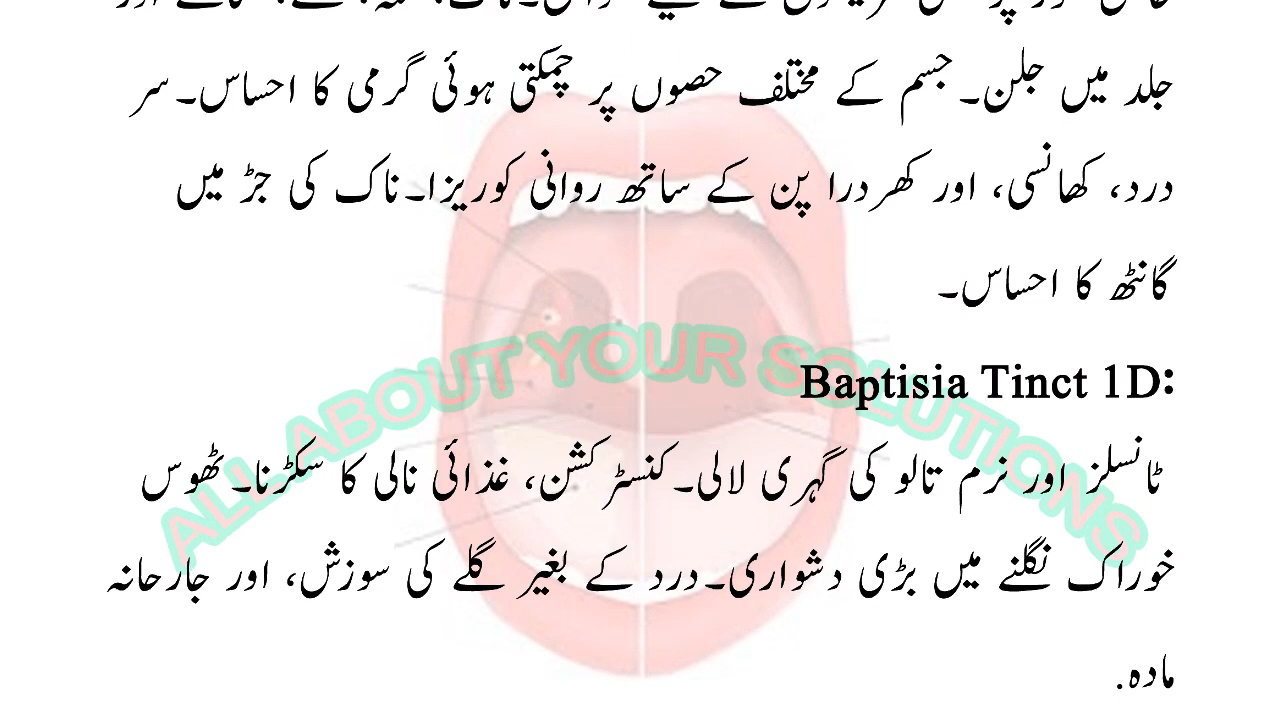 جلد میں جلن۔جسم کے مختلف حصوں پر چمکتی ہوئی گرمی کا احساس۔سر
درد، کھانسی، اور کھردرا پن کے ساتھ روانی کوریزا۔ناک کی جڑ میں
گانٹھ کا احساس۔
Baptisia Tinct 1D:
ٹانسلز اور نرم تالو کی گہری لالی۔کنسٹرکشن، غذائی نالی کا سکڑنا۔ٹھوس
خوراک نگلنے میں بڑی دشواری۔درد کے بغیر گلے کی سوزش، اور جارحانہ
مادہ.
ALL ABOUT YOUR SOLUTIONS